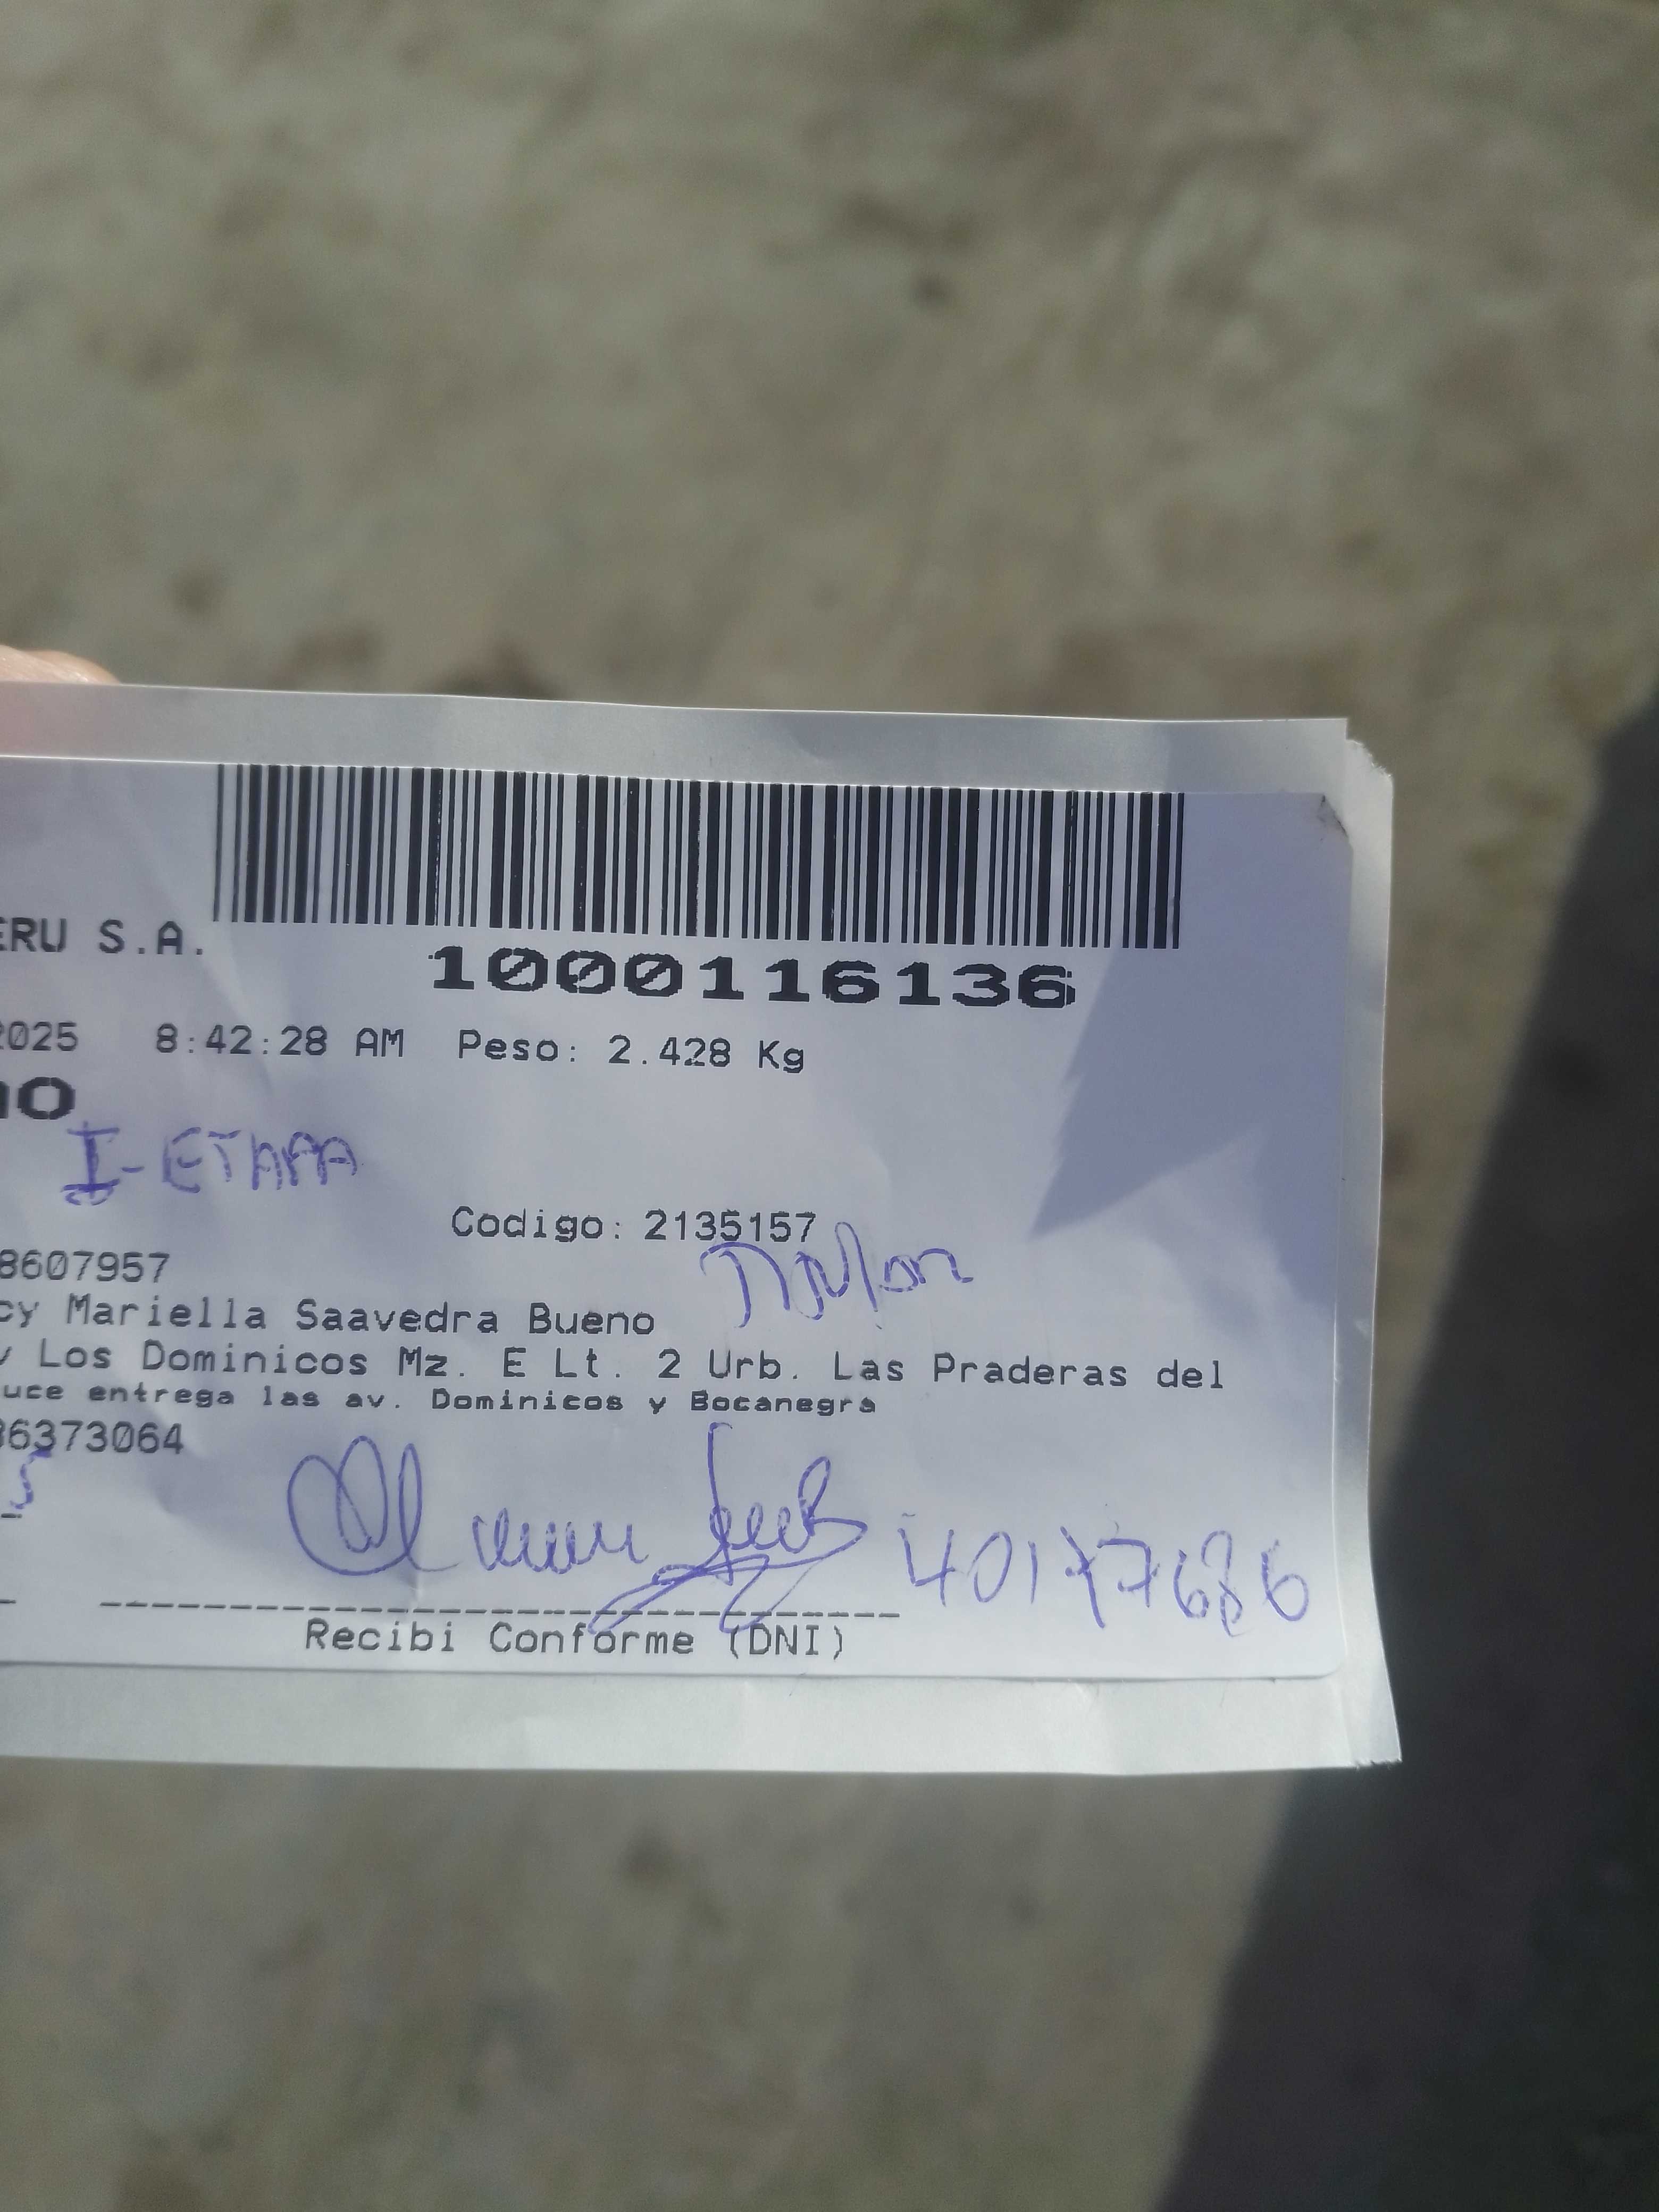 ERU S.A.
1000116136
2025 8:42:28 AM Peso: 2.428 Kg
no
I-ETAPA
Codigo: 2135157
8607957
cy Mariella Saavedra Bueno
v Los Dominicos Mz. E Lt. 2 Urb. Las Praderas del
uce entrega las av. Dominicos y Bocanegra
86373064
40177686
Recibi Conforme (DNI)